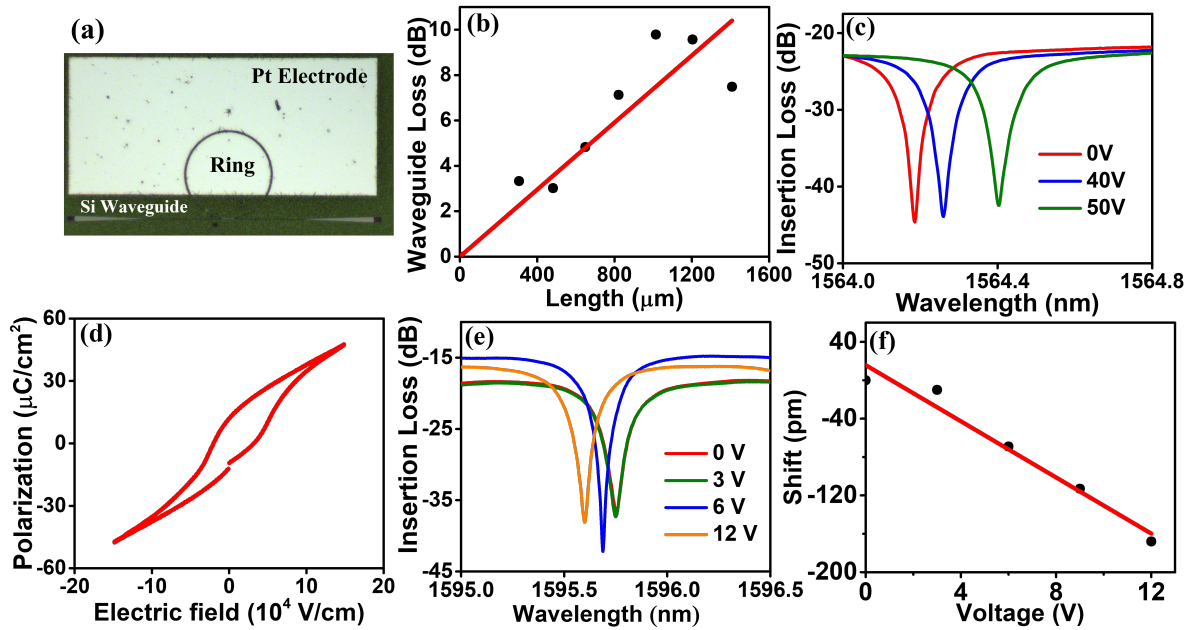 (a)
Pt Electrode
Ring
Si Waveguide
(b)
Waveguide Loss (dB)
10
8
6
4
2
0
0 400 800 1200 1600
Length (μm)
(c)
Insertion Loss (dB)
-20
-30
-40
-50
0V
40V
50V
1564.0 1564.4 1564.8
Wavelength (nm)
(d)
Polarization (μC/cm²)
60
30
0
-30
-60
-20 -10 0 10 20
Electric field (10⁴ V/cm)
(e)
Insertion Loss (dB)
-15
-25
-35
-45
0 V
3 V
6 V
12 V
1595.0 1595.5 1596.0 1596.5
Wavelength (nm)
(f)
Shift (pm)
40
-40
-120
-200
0 4 8 12
Voltage (V)